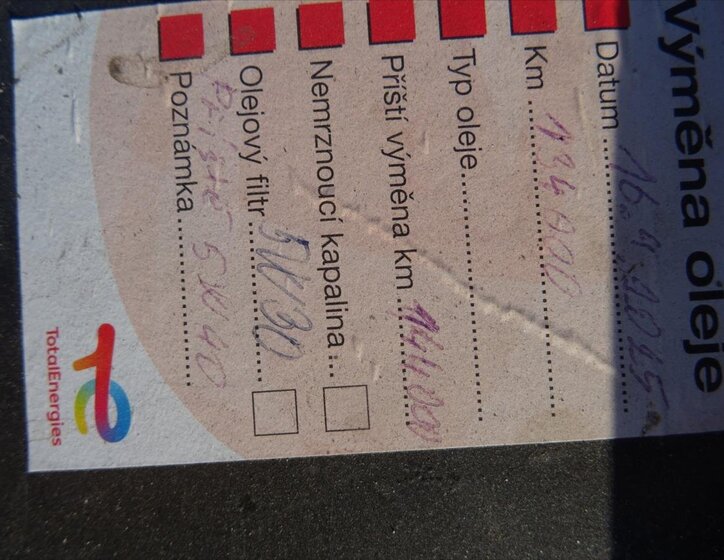 výměna oleje
Datum 16. 2025
Km 134 000
Typ oleje
Příští výměna km 144 000
Nemrznoucí kapalina
Olejový filtr 5W30
Poznámka
Příště 5W40
TotalEnergies